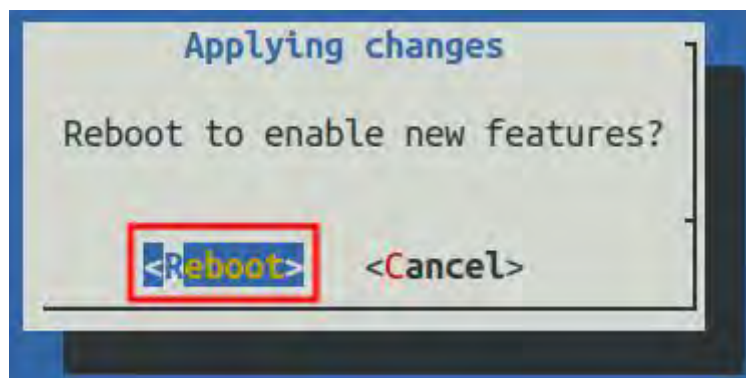 Applying changes
Reboot to enable new features?
<Reboot> <Cancel>